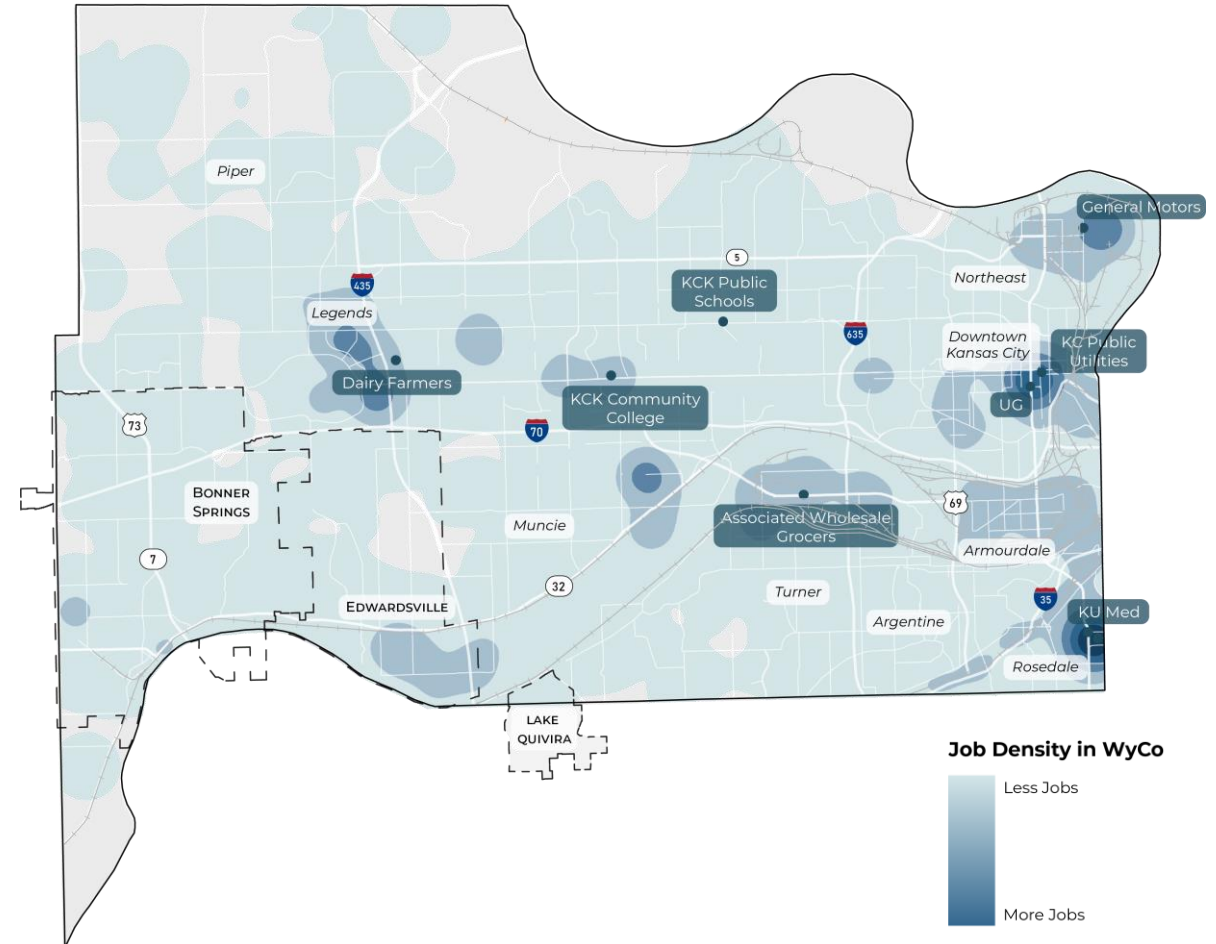 Piper
General Motors
5
Northeast
KCK Public
Schools
435
Legends
635
Downtown
Kansas City
KC Public
Utilities
Dairy Farmers
KCK Community
College
UG
73
70
BONNER
SPRINGS
69
Muncie
Associated Wholesale
Grocers
Armourdale
7
32
Turner
35
EDWARDSVILLE
KU Med
Argentine
Rosedale
LAKE
QUIVIRA
Job Density in WyCo
Less Jobs
More Jobs